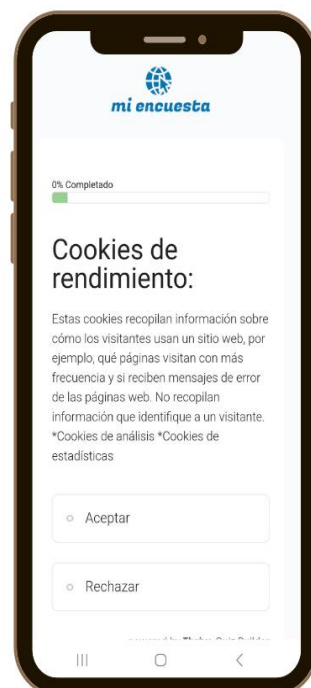 mi encuesta
0% Completado
Cookies de
rendimiento:
Estas cookies recopilan información sobre
cómo los visitantes usan un sitio web, por
ejemplo, qué páginas visitan con más
frecuencia y si reciben mensajes de error
de las páginas web. No recopilan
información que identifique a un visitante.
*Cookies de análisis *Cookies de
estadísticas
Aceptar
Rechazar